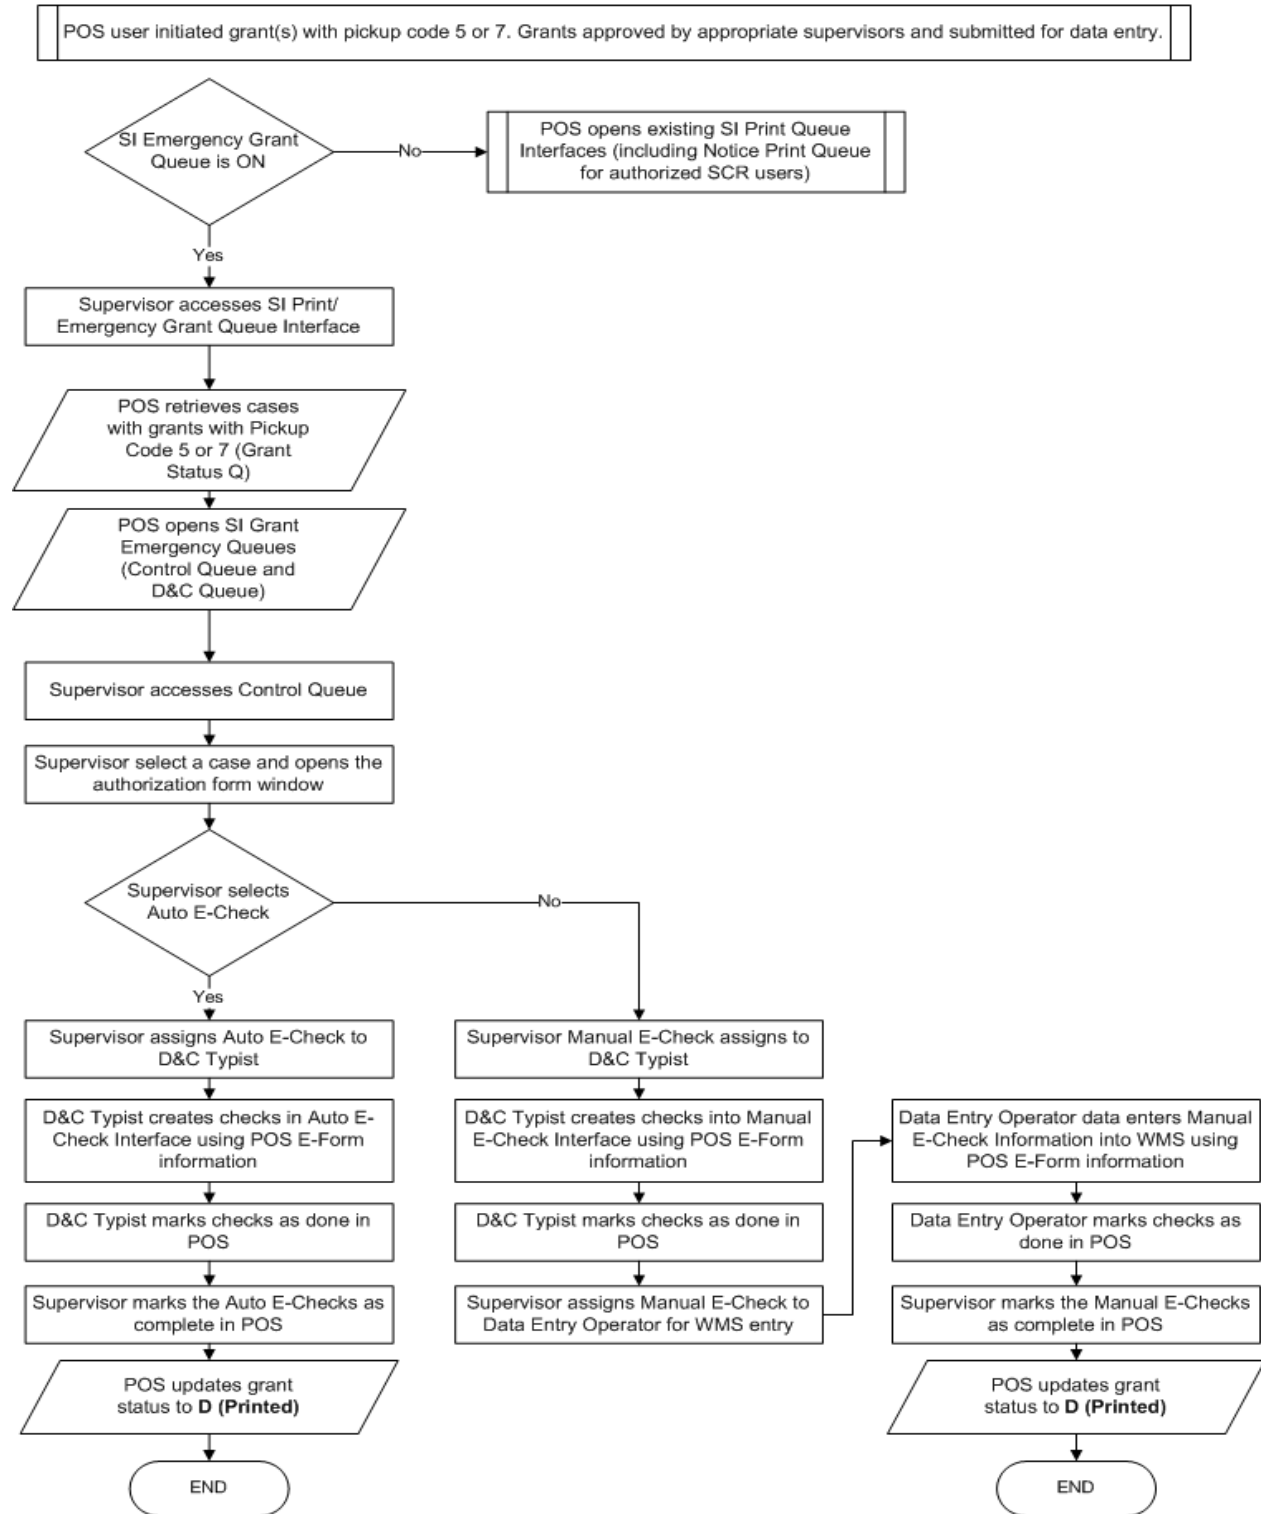 POS user initiated grant(s) with pickup code 5 or 7. Grants approved by appropriate supervisors and submitted for data entry.
SI Emergency Grant
Queue is ON
No
POS opens existing SI Print Queue
Interfaces (including Notice Print Queue
for authorized SCR users)
Yes
Supervisor accesses SI Print/
Emergency Grant Queue Interface
POS retrieves cases
with grants with Pickup
Code 5 or 7 (Grant
Status Q)
POS opens SI Grant
Emergency Queues
(Control Queue and
D&C Queue)
Supervisor accesses Control Queue
Supervisor select a case and opens the
authorization form window
Supervisor selects
Auto E-Check
No
Yes
Supervisor assigns Auto E-Check to
D&C Typist
D&C Typist creates checks in Auto E-
Check Interface using POS E-Form
information
D&C Typist marks checks as done in
POS
Supervisor marks the Auto E-Checks as
complete in POS
POS updates grant
status to D (Printed)
END
Supervisor Manual E-Check assigns to
D&C Typist
D&C Typist creates checks into Manual
E-Check Interface using POS E-Form
information
D&C Typist marks checks as done in
POS
Supervisor assigns Manual E-Check to
Data Entry Operator for WMS entry
Data Entry Operator data enters Manual
E-Check Information into WMS using
POS E-Form information
Data Entry Operator marks checks as
done in POS
Supervisor marks the Manual E-Checks
as complete in POS
POS updates grant
status to D (Printed)
END